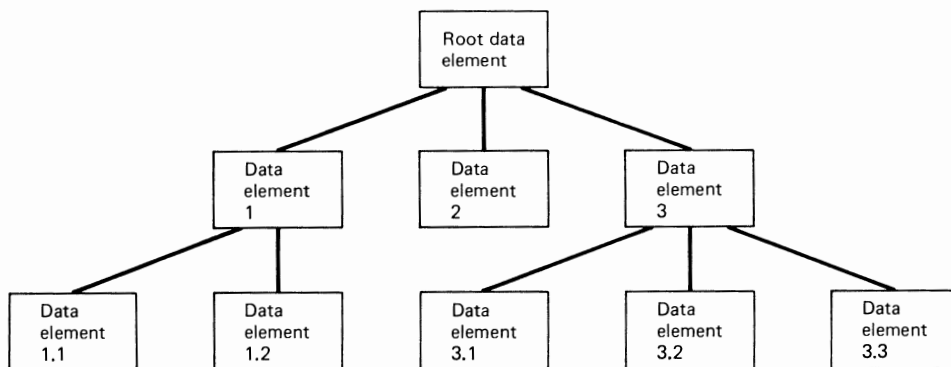 Root data
element
Data
element
1
Data
element
2
Data
element
3
Data
element
1.1
Data
element
1.2
Data
element
3.1
Data
element
3.2
Data
element
3.3